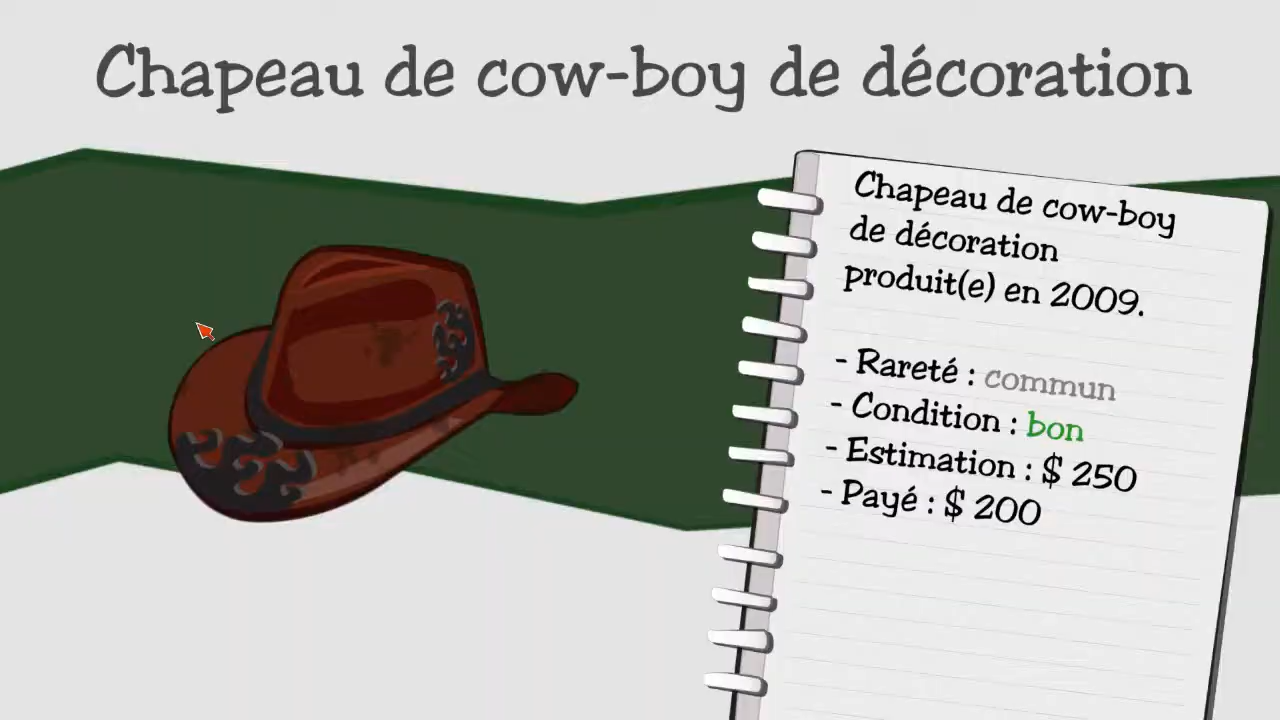 Chapeau de cow-boy de décoration
Chapeau de cow-boy
de décoration
produit(e) en 2009.
- Rareté : commun
- Condition : bon
- Estimation : $ 250
- Payé : $ 200